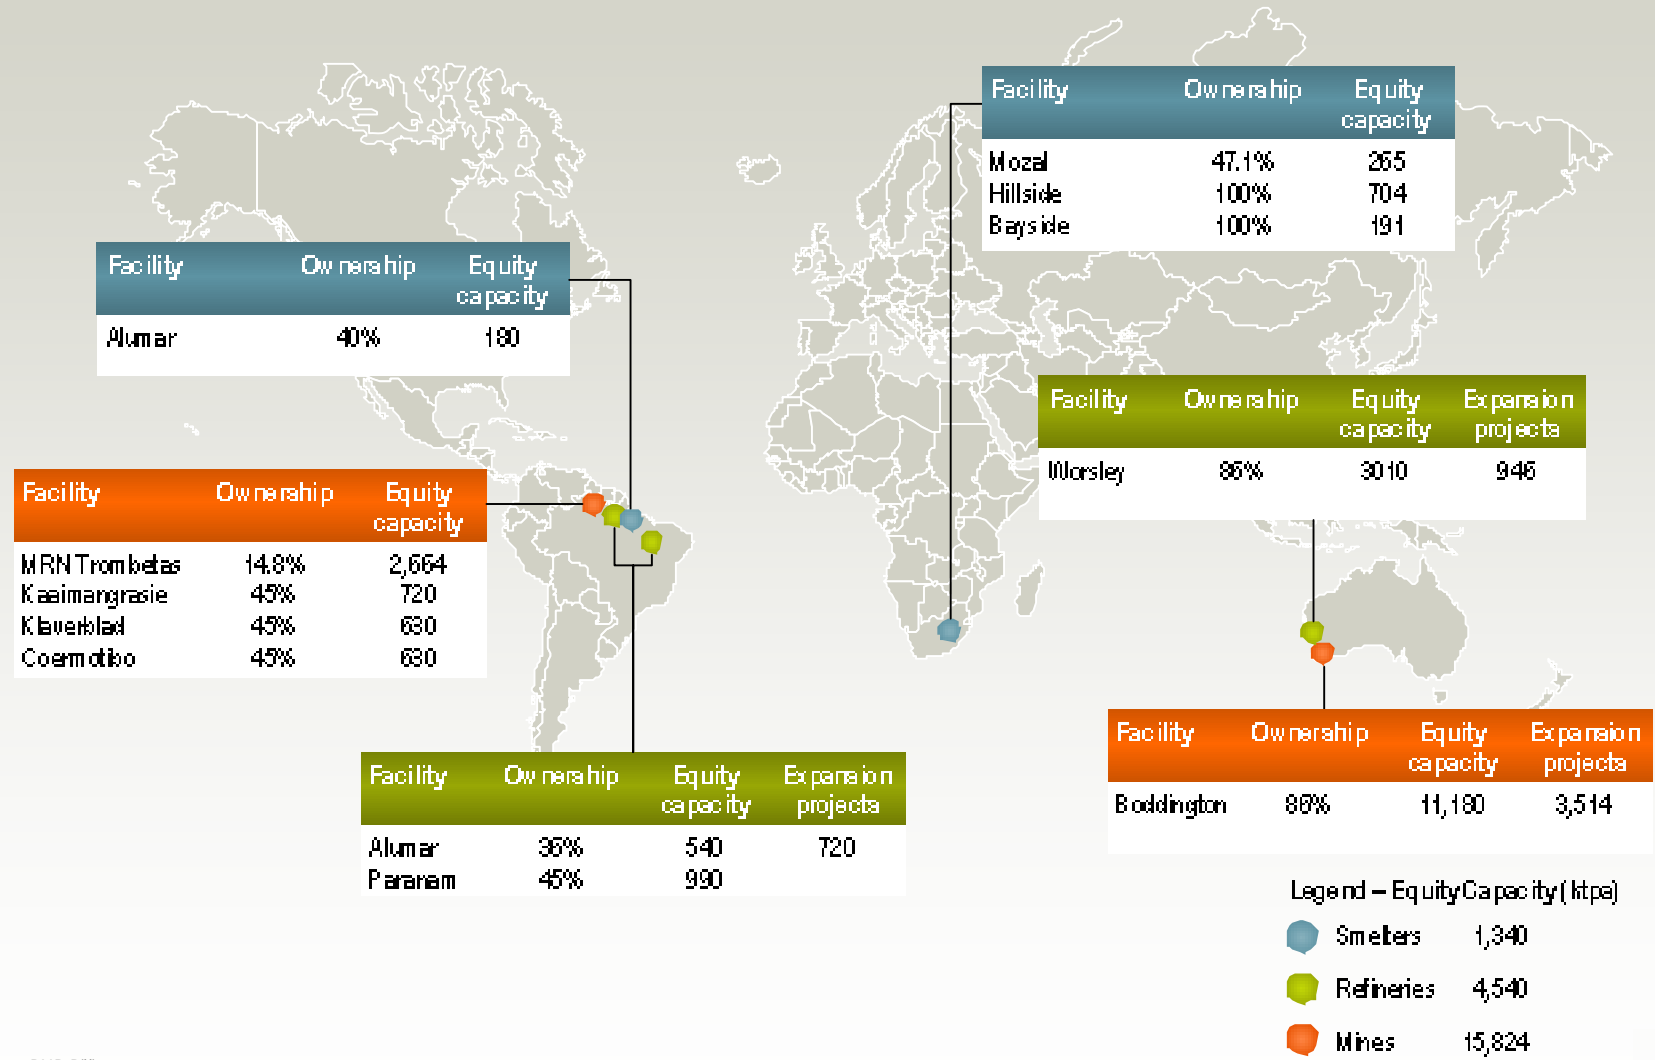 Facility Ownership Equity capacity
Mozal 47.1% 265
Hillside 100% 704
Bayside 100% 191
Facility Ownership Equity capacity
Alumar 40% 180
Facility Ownership Equity capacity Expansion projects
Worsley 86% 3010 946
Facility Ownership Equity capacity
MRN Trombetas 14.8% 2,664
Kaaimangrasie 45% 720
Klaverblad 45% 630
Coermotibo 45% 630
Facility Ownership Equity capacity Expansion projects
Boddington 86% 11,180 3,514
Facility Ownership Equity capacity Expansion projects
Alumar 36% 540 720
Paranam 45% 990
Legend – Equity Capacity (ktpa)
Smelters 1,340
Refineries 4,540
Mines 15,824